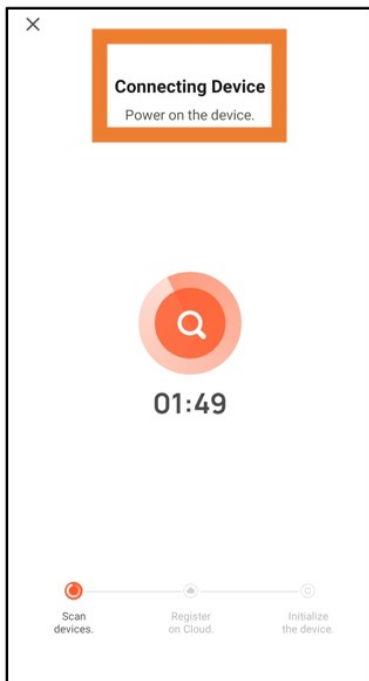 Connecting Device
Power on the device.
01:49
Scan
devices.
Register
on Cloud.
Initialize
the device.